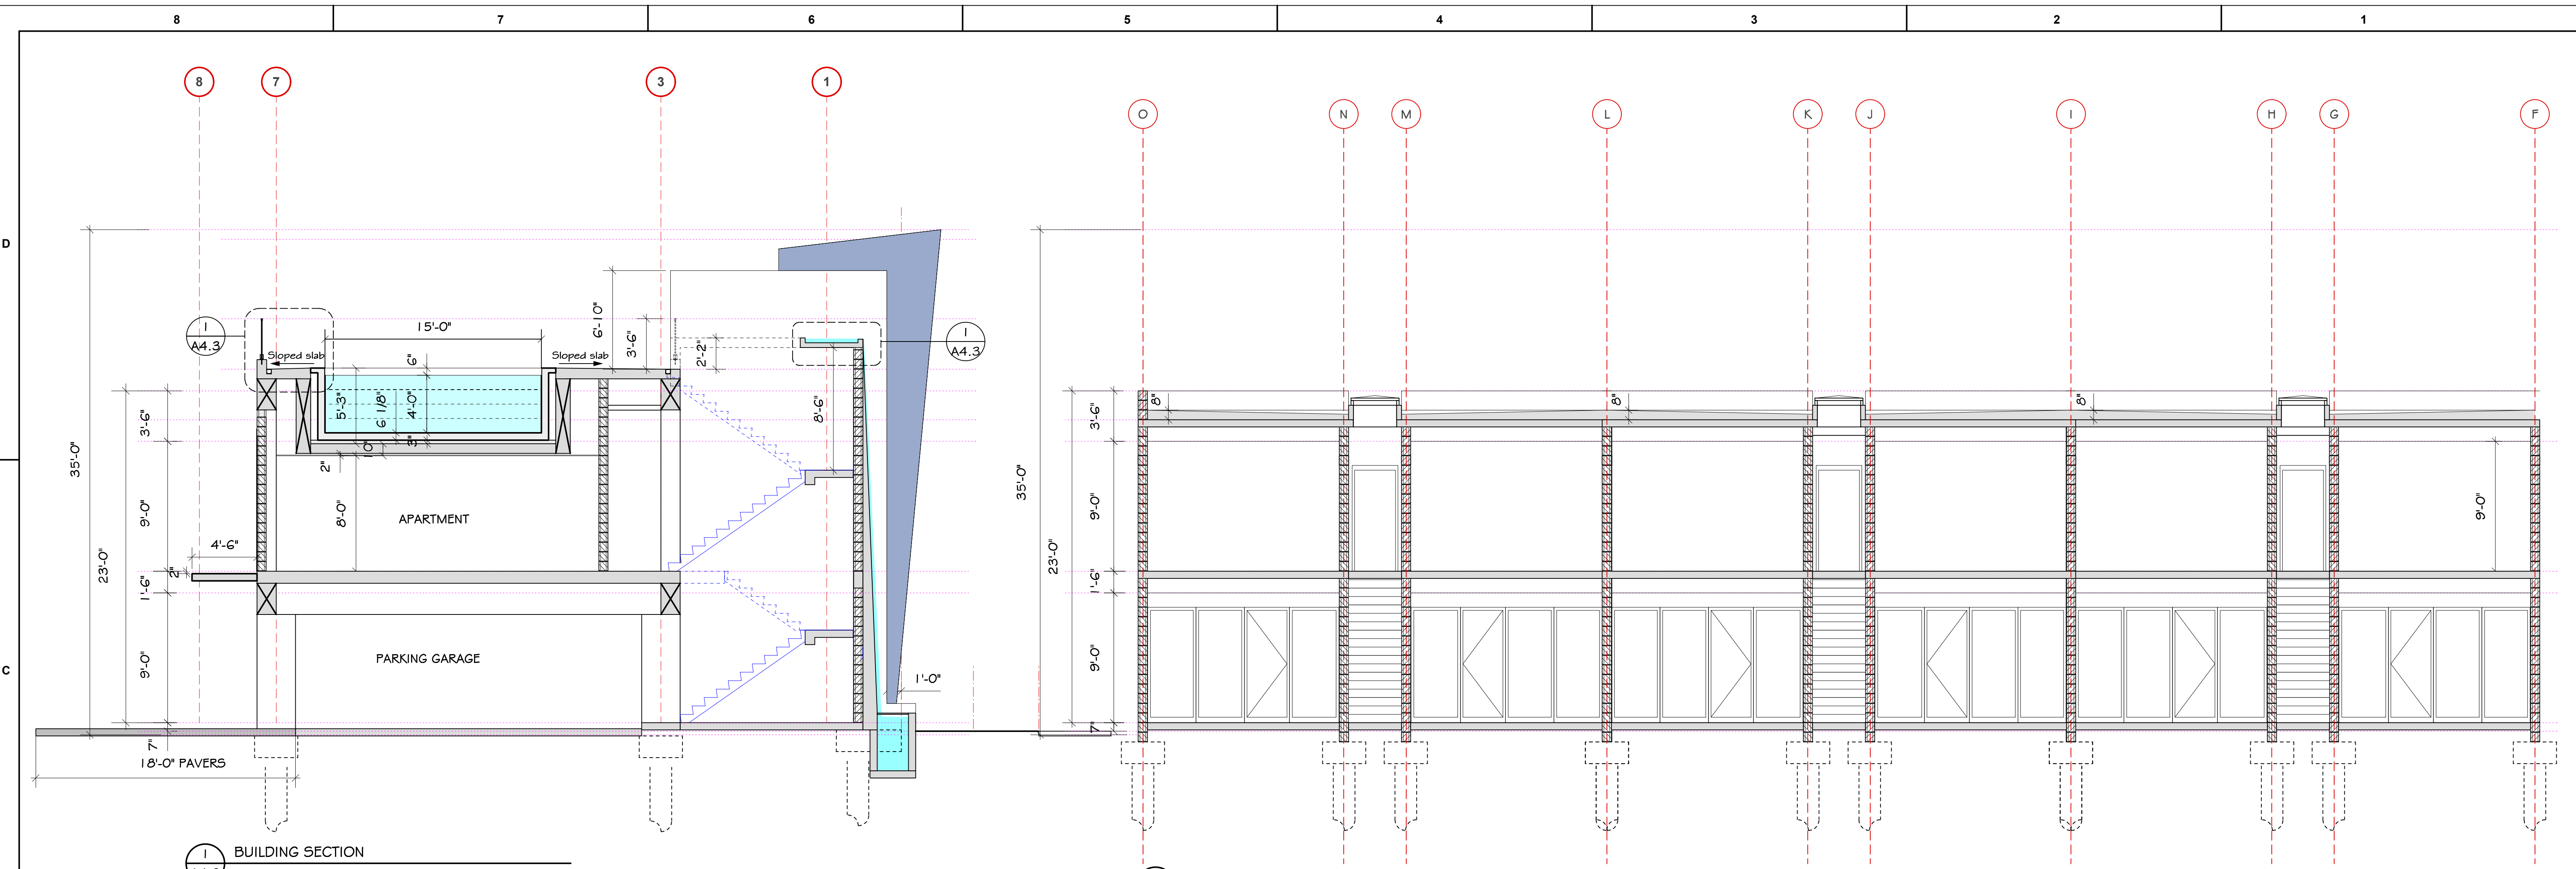 8 7 6 5 4 3 2 1
D
C
8 7 3 1
O N M L K J I H G F
35'-0"
23'-0"
3'-6"
9'-0"
1'-6"
9'-0"
7"
18'-0" PAVERS
4'-6"
2"
1
A4.3
Sloped slab
15'-0"
Sloped slab
6"
5'-3"
6 1/8"
4'-0"
3"
10"
2"
8'-0"
APARTMENT
PARKING GARAGE
6'-10"
3'-6"
2'-2"
8'-6"
1
A4.3
1'-0"
1
BUILDING SECTION
35'-0"
23'-0"
3'-6"
9'-0"
1'-6"
9'-0"
7"
8"
8"
8"
9'-0"